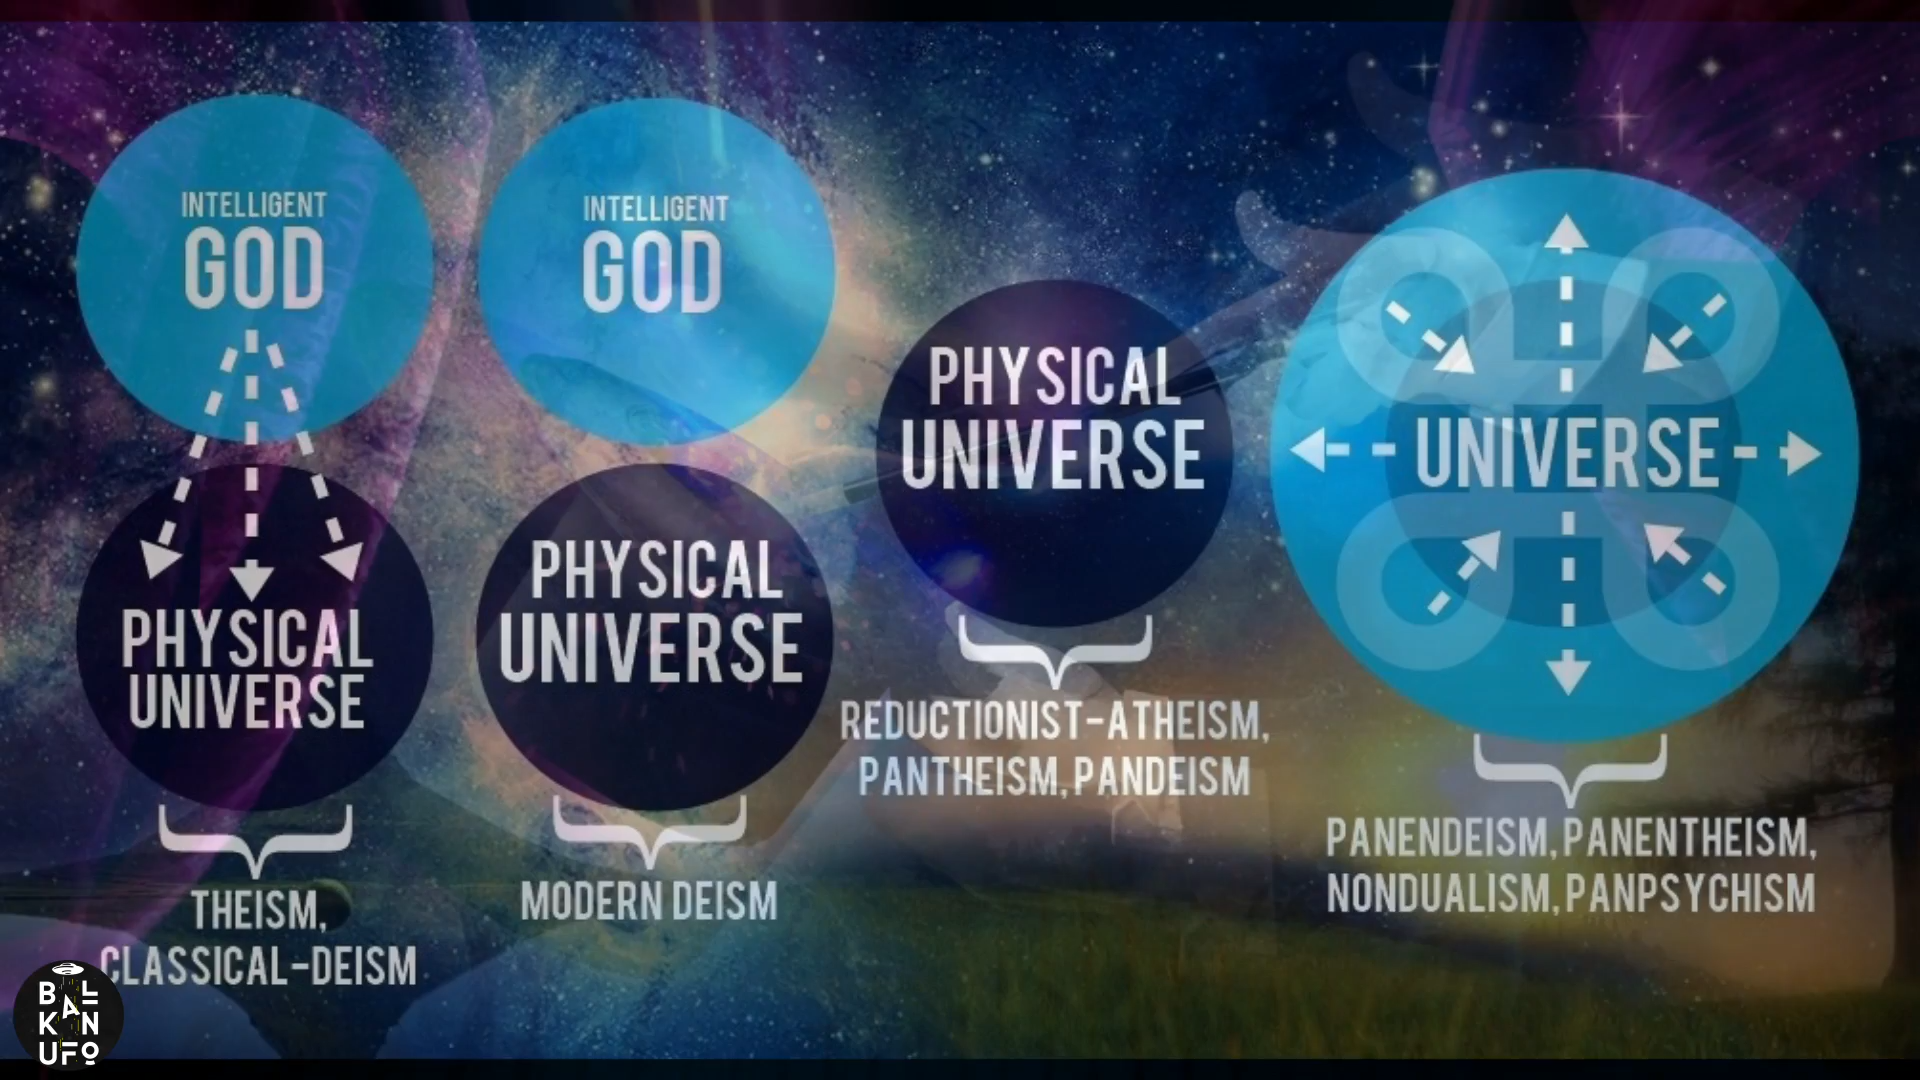 INTELLIGENT
GOD
PHYSICAL
UNIVERSE
THEISM,
CLASSICAL-DEISM
INTELLIGENT
GOD
PHYSICAL
UNIVERSE
MODERN DEISM
PHYSICAL
UNIVERSE
REDUCTIONIST-ATHEISM,
PANTHEISM, PANDEISM
UNIVERSE
PANENDEISM, PANENTHEISM,
NONDUALISM, PANPSYCHISM
BAL
KAN
UFO